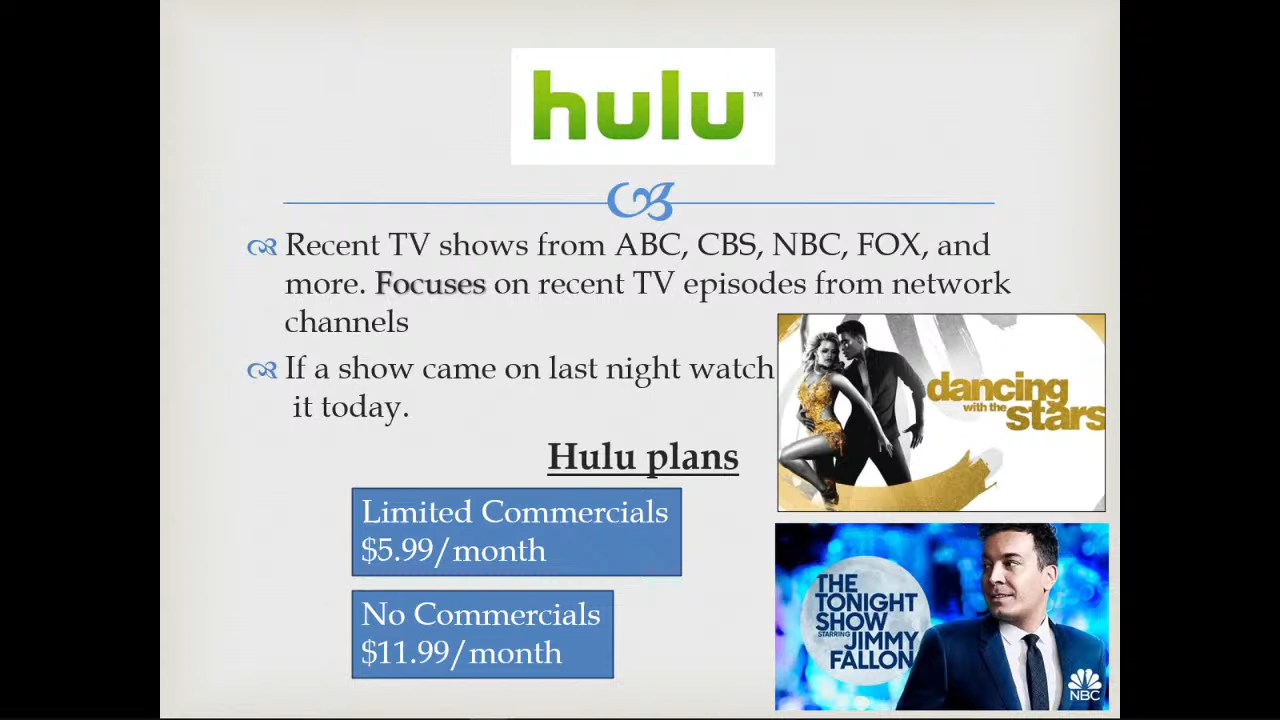 hulu™
Recent TV shows from ABC, CBS, NBC, FOX, and
more. Focuses on recent TV episodes from network
channels
If a show came on last night watch
it today.
dancing
with the
stars
Hulu plans
Limited Commercials
$5.99/month
No Commercials
$11.99/month
THE
TONIGHT
SHOW
STARRING JIMMY
FALLON
NBC